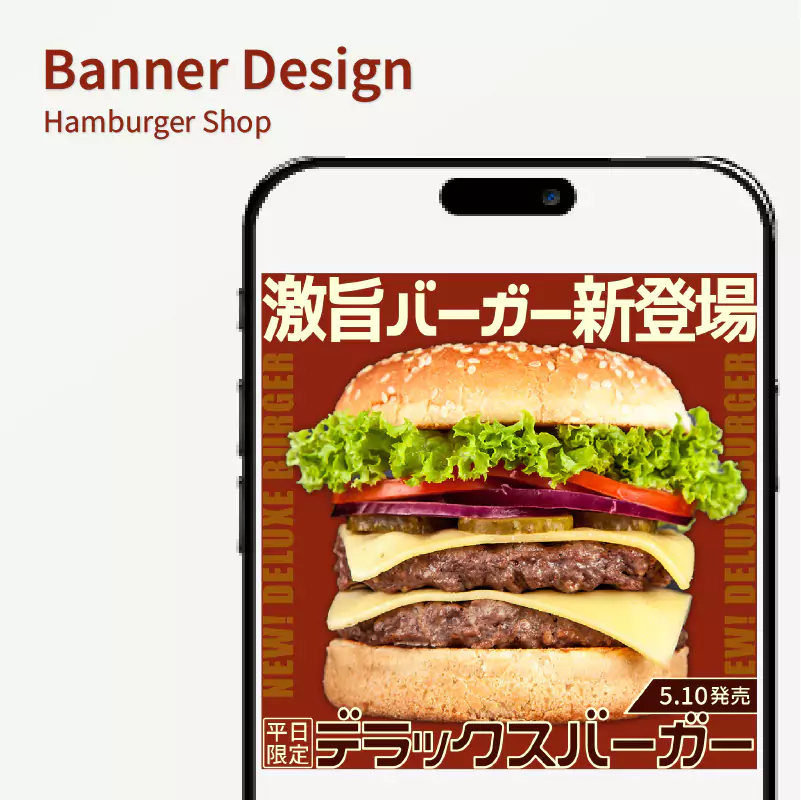 Banner Design
Hamburger Shop
激旨バーガー新登場
NEW! DELUXE BURGER
NEW! DELUXE BURGER
5.10発売
平日
限定
デラックスバーガー